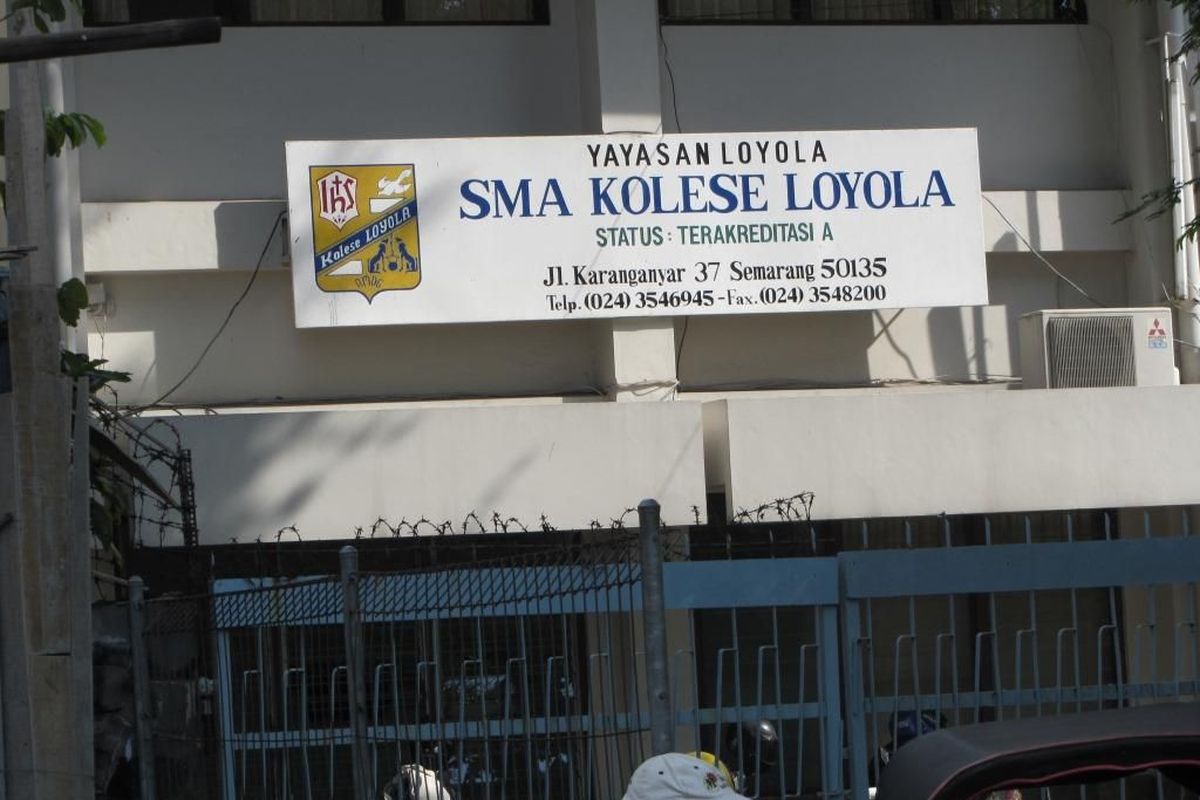 YAYASAN LOYOLA
SMA KOLESE LOYOLA
STATUS : TERAKREDITASI A
Jl. Karanganyar 37 Semarang 50135
Telp. (024) 3546945 - Fax. (024) 3548200
IHS
Kolese LOYOLA
AMDG